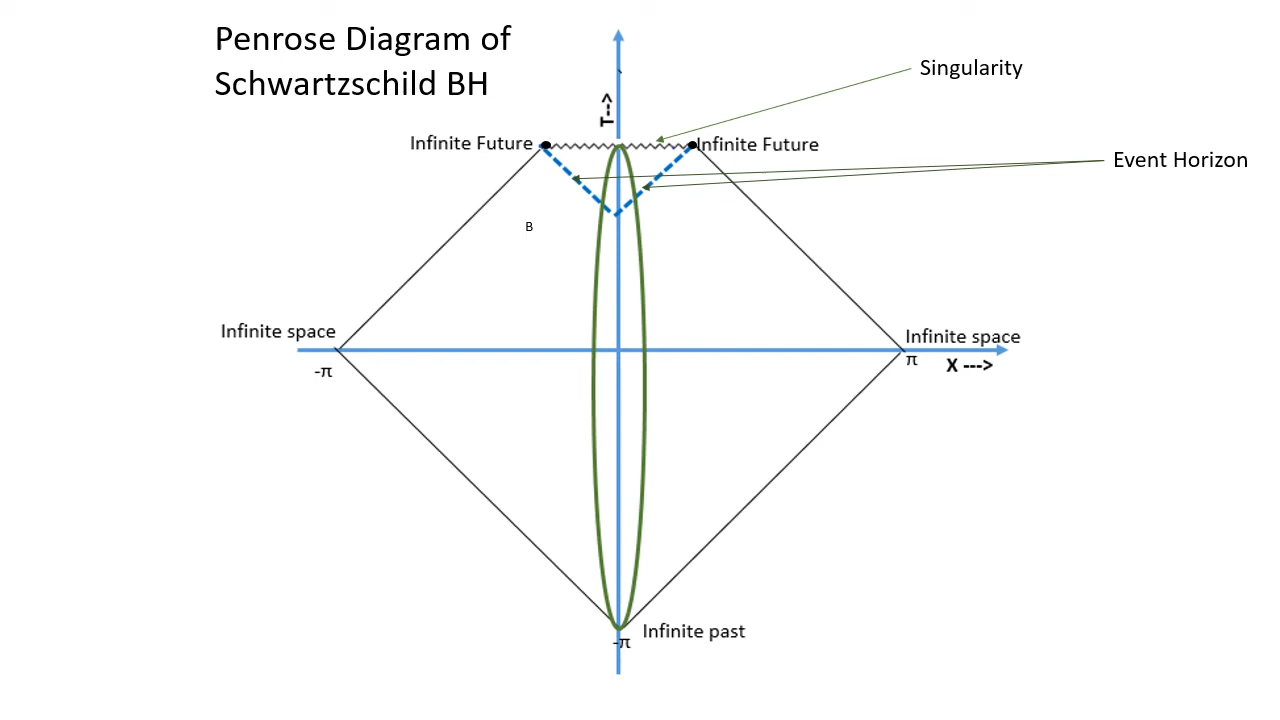 Penrose Diagram of
Schwartzschild BH
Singularity
T-->
Infinite Future
Infinite Future
Event Horizon
B
Infinite space
Infinite space
-π
π
X --->
Infinite past
-π